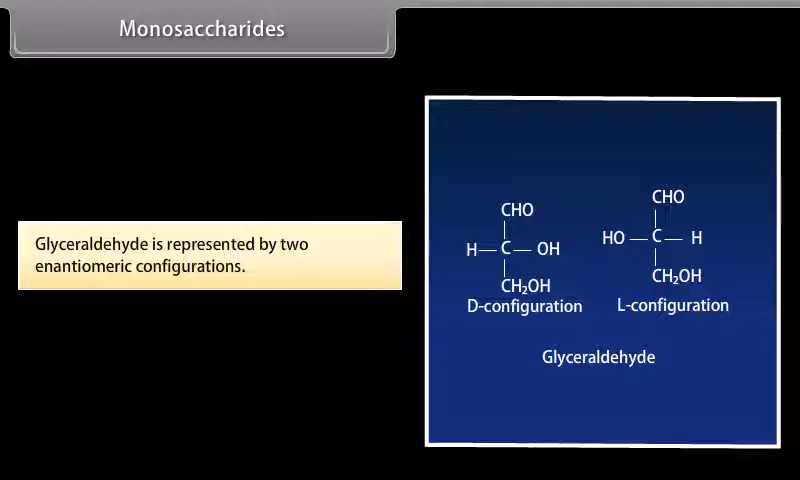 Monosaccharides
Glyceraldehyde is represented by two
enantiomeric configurations.
CHO
H—C—OH
CH₂OH
D-configuration
CHO
HO—C—H
CH₂OH
L-configuration
Glyceraldehyde